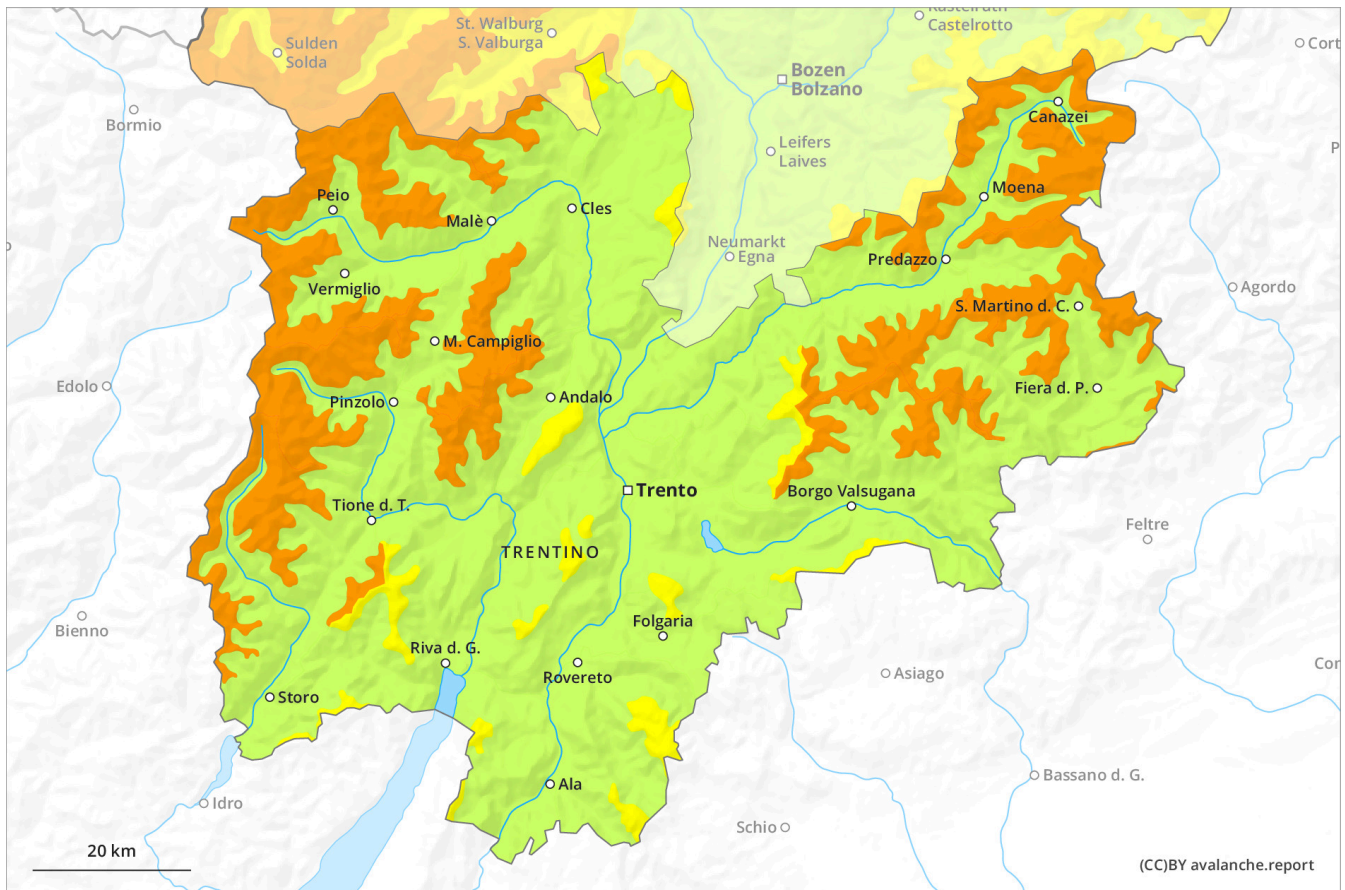 St. Walburg
S. Valburga
Kastelruth
Castelrotto
Sulden
Solda
Cort
Bozen
Bolzano
Bormio
Canazei
Leifers
Laives
P
Peio
Moena
Malè
Cles
Neumarkt
Egna
Predazzo
Vermiglio
Agordo
S. Martino d. C.
M. Campiglio
Edolo
Pinzolo
Andalo
Fiera d. P.
Trento
Borgo Valsugana
Tione d. T.
Feltre
TRENTINO
Bienno
Folgaria
Riva d. G.
Rovereto
Asiago
Cor
Storo
Bassano d. G.
Ala
Idro
Schio
20 km
(CC)BY avalanche.report